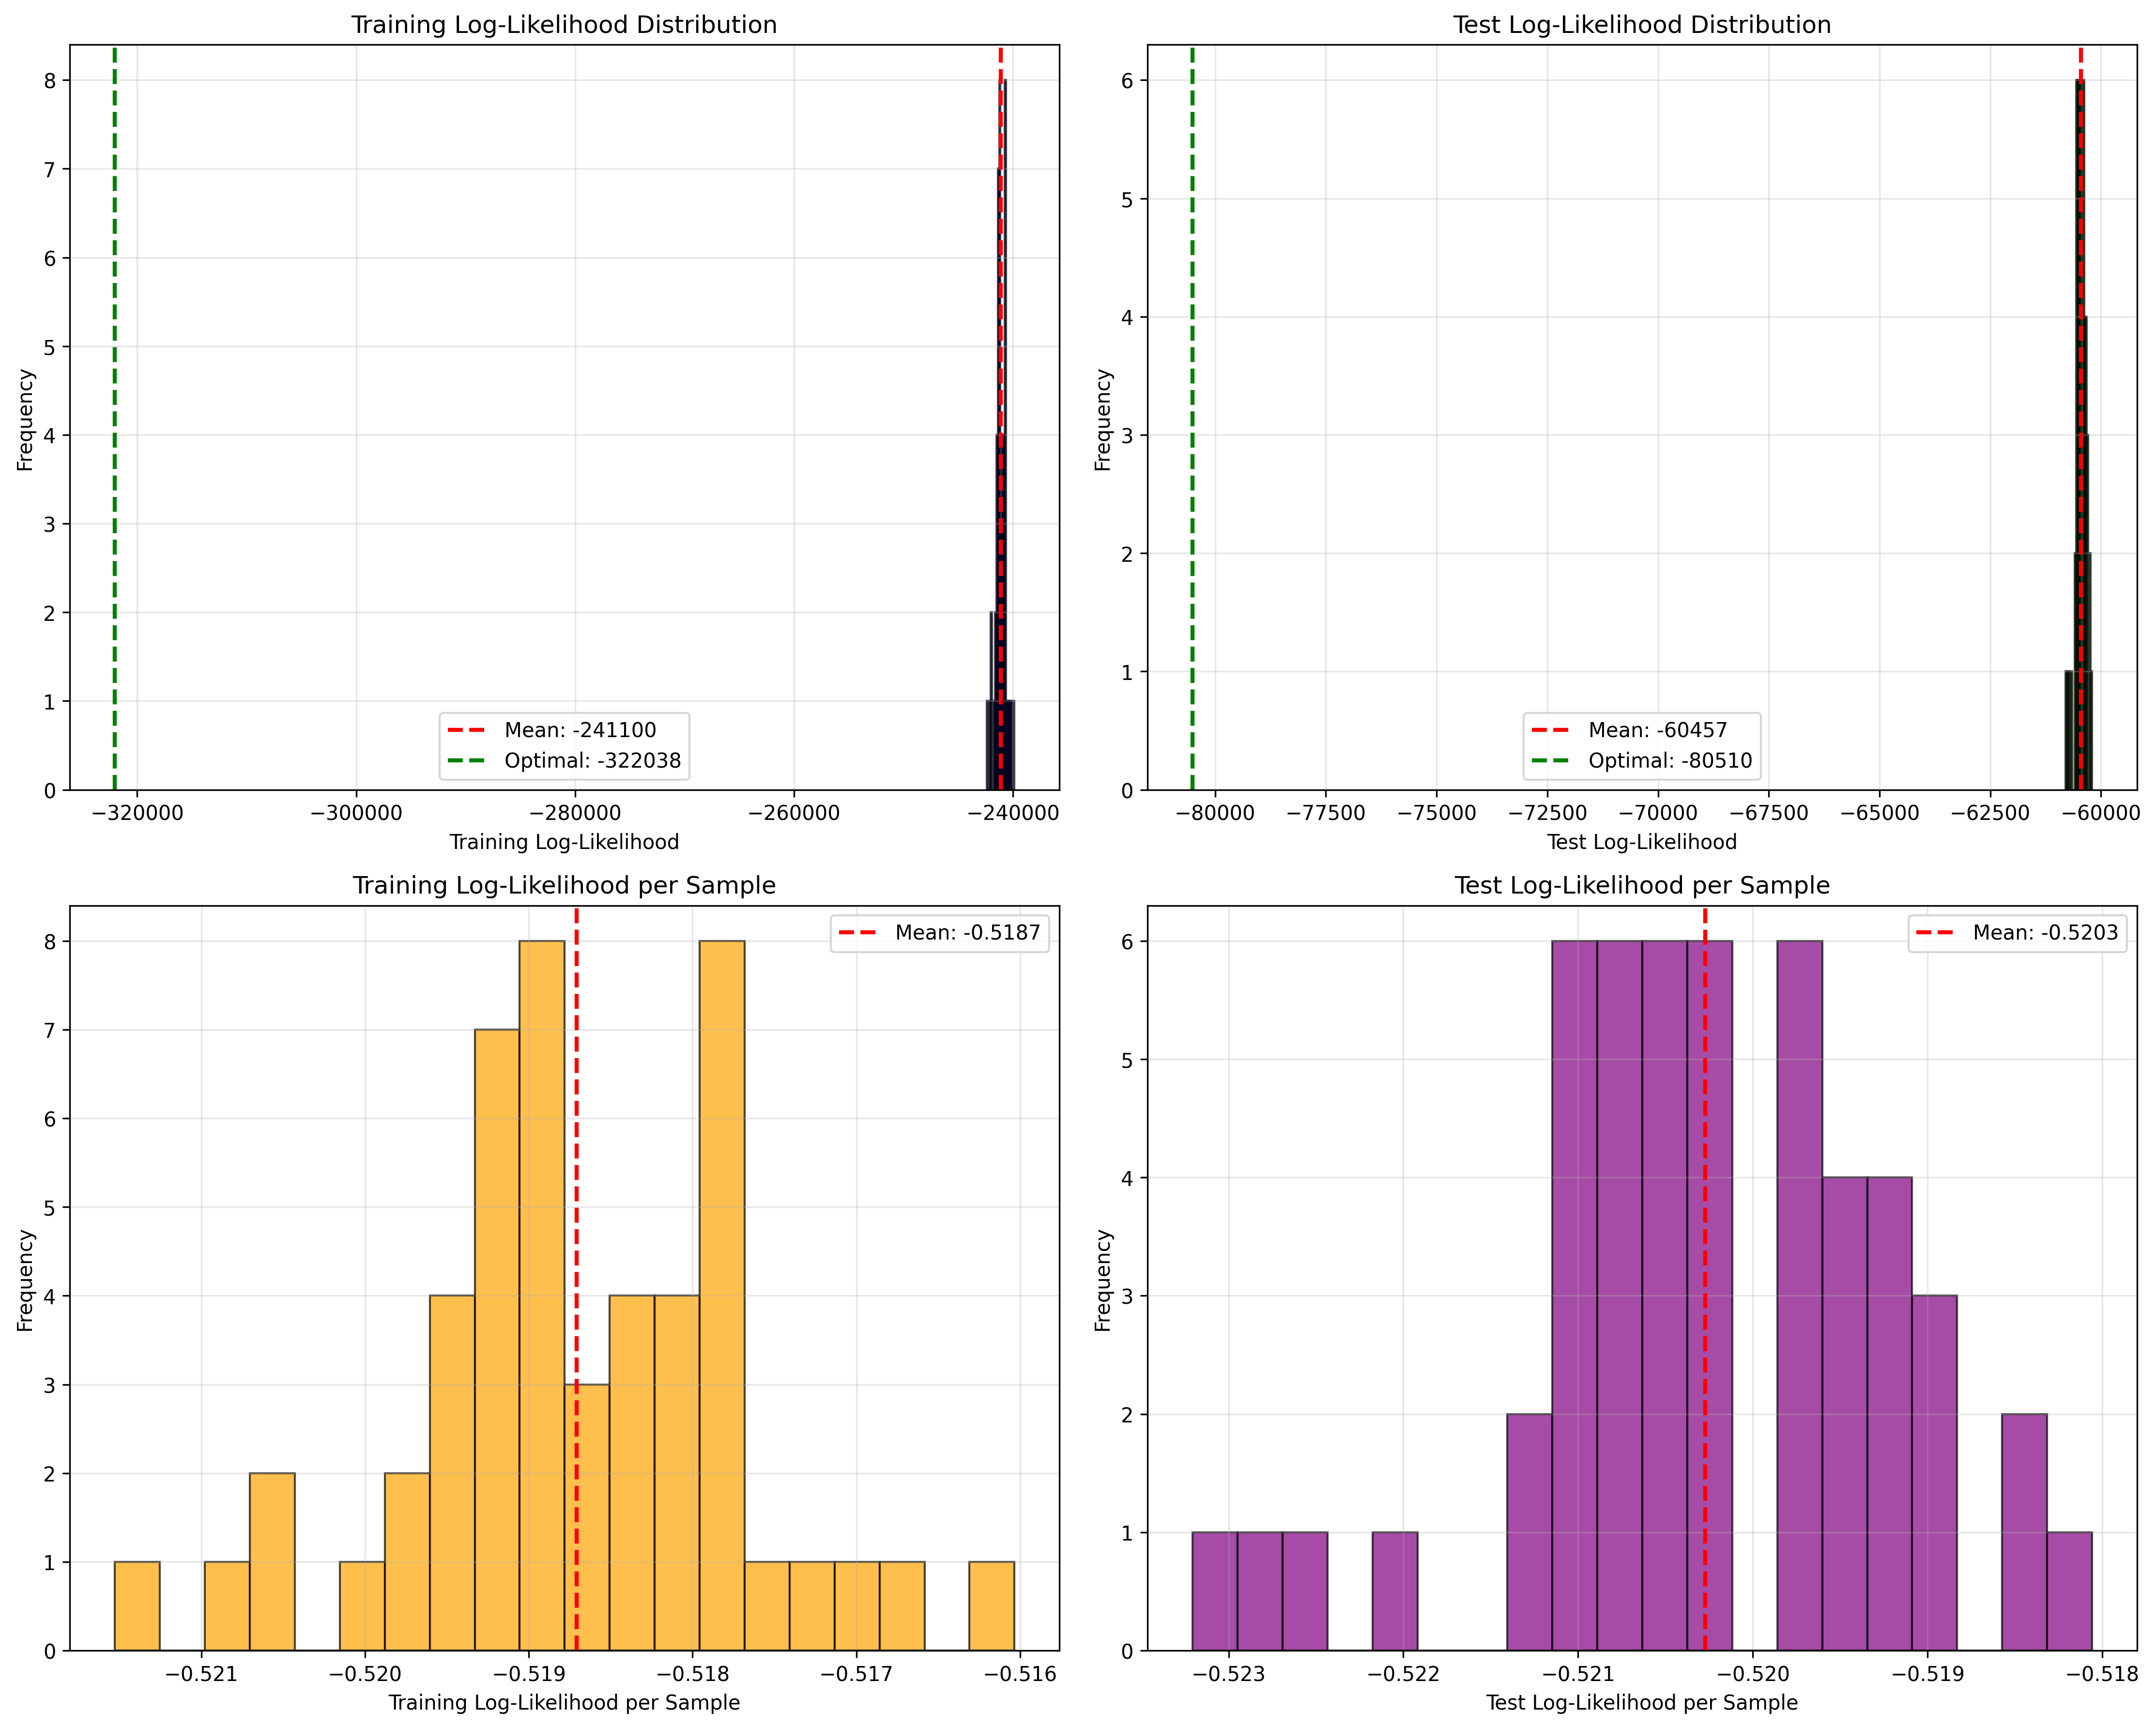 Training Log-Likelihood Distribution
Frequency
8
7
6
5
4
3
2
1
0
Mean: -241100
Optimal: -322038
−320000 −300000 −280000 −260000 −240000
Training Log-Likelihood
Test Log-Likelihood Distribution
Frequency
6
5
4
3
2
1
0
Mean: -60457
Optimal: -80510
−80000 −77500 −75000 −72500 −70000 −67500 −65000 −62500 −60000
Test Log-Likelihood
Training Log-Likelihood per Sample
Frequency
8
7
6
5
4
3
2
1
0
Mean: -0.5187
−0.521 −0.520 −0.519 −0.518 −0.517 −0.516
Training Log-Likelihood per Sample
Test Log-Likelihood per Sample
Frequency
6
5
4
3
2
1
0
Mean: -0.5203
−0.523 −0.522 −0.521 −0.520 −0.519 −0.518
Test Log-Likelihood per Sample